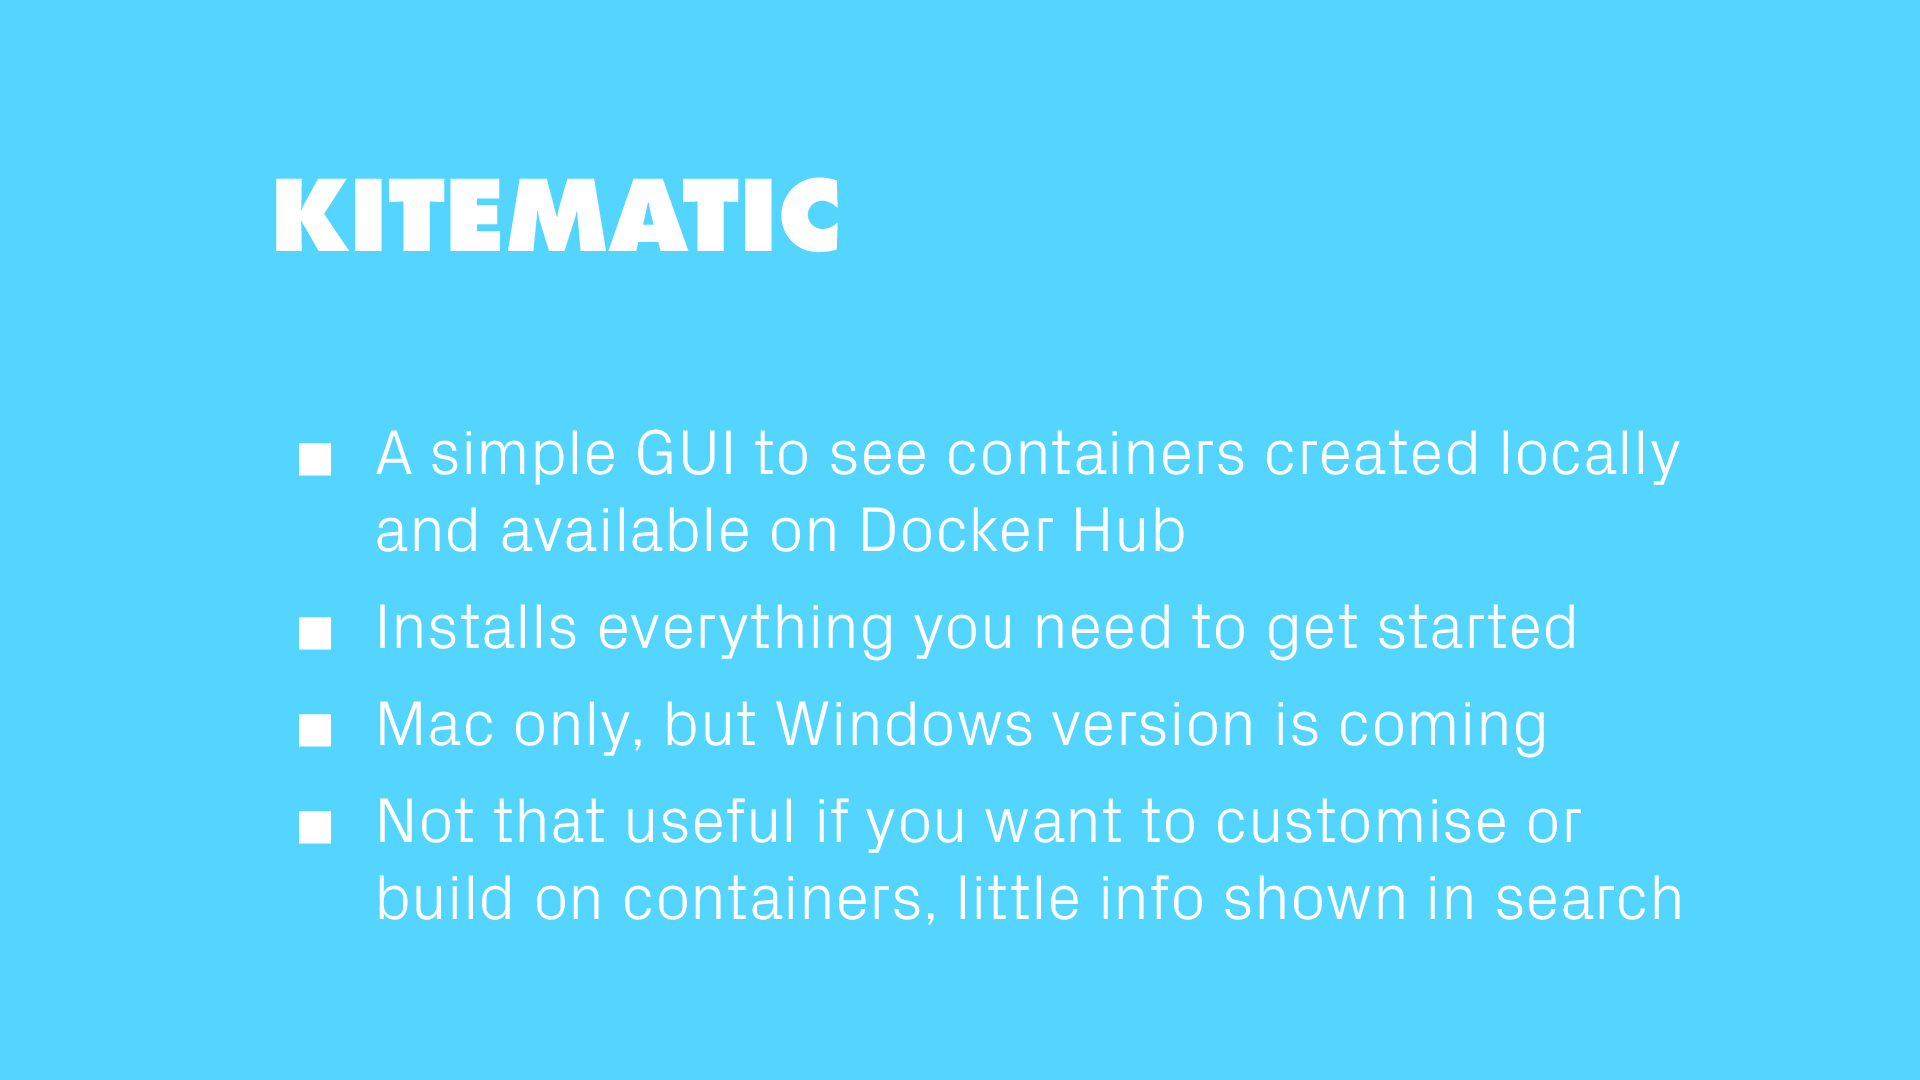 KITEMATIC
A simple GUI to see containers created locally
and available on Docker Hub
Installs everything you need to get started
Mac only, but Windows version is coming
Not that useful if you want to customise or
build on containers, little info shown in search